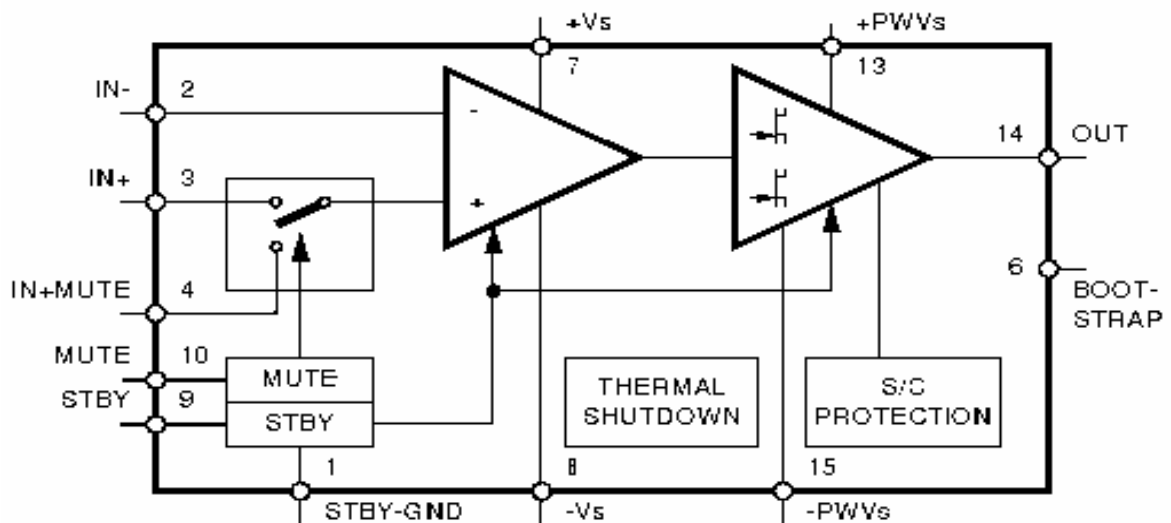 +Vs
+PWVs
7
13
IN-
2
-
14
OUT
IN+
3
+
6
BOOT-
STRAP
IN+MUTE
4
MUTE
10
MUTE
STBY
9
STBY
THERMAL
SHUTDOWN
S/C
PROTECTION
1
8
15
STBY-GND
-Vs
-PWVs